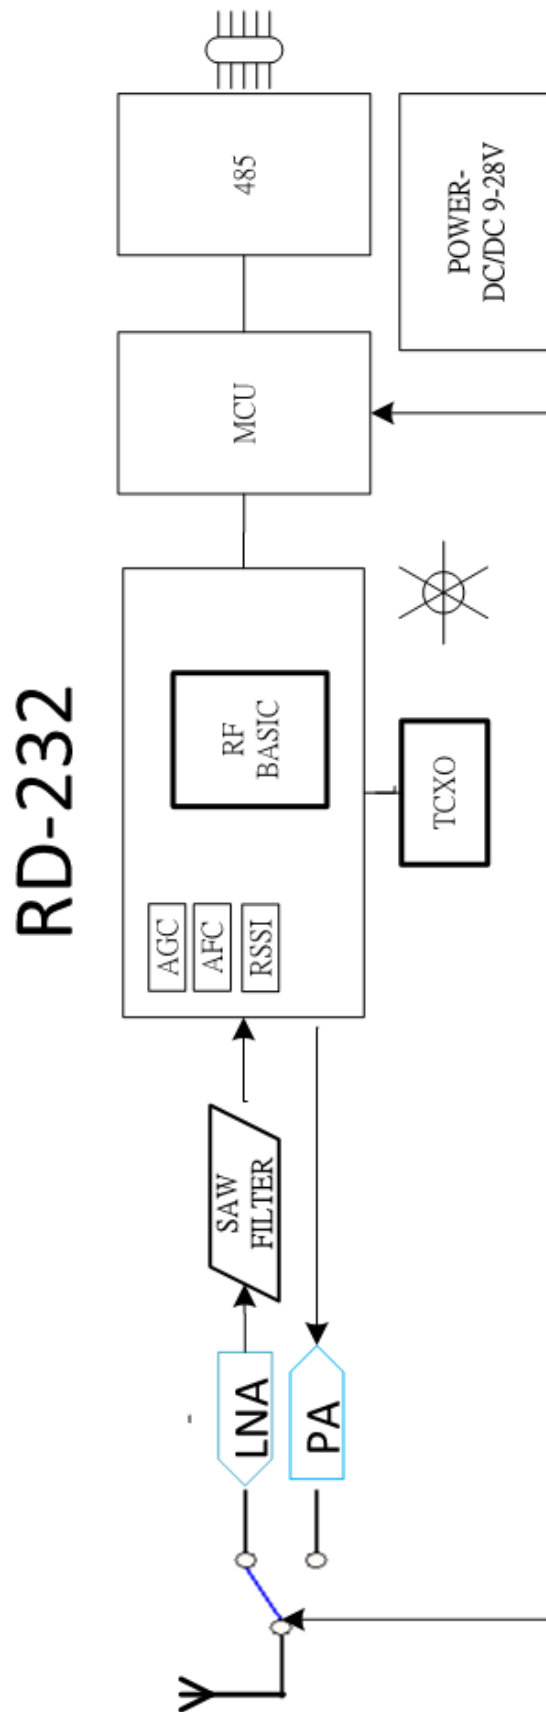 RD-232
LNA
PA
SAW
FILTER
AGC
AFC
RSSI
RF
BASIC
TCXO
MCU
485
POWER-
DC/DC 9-28V